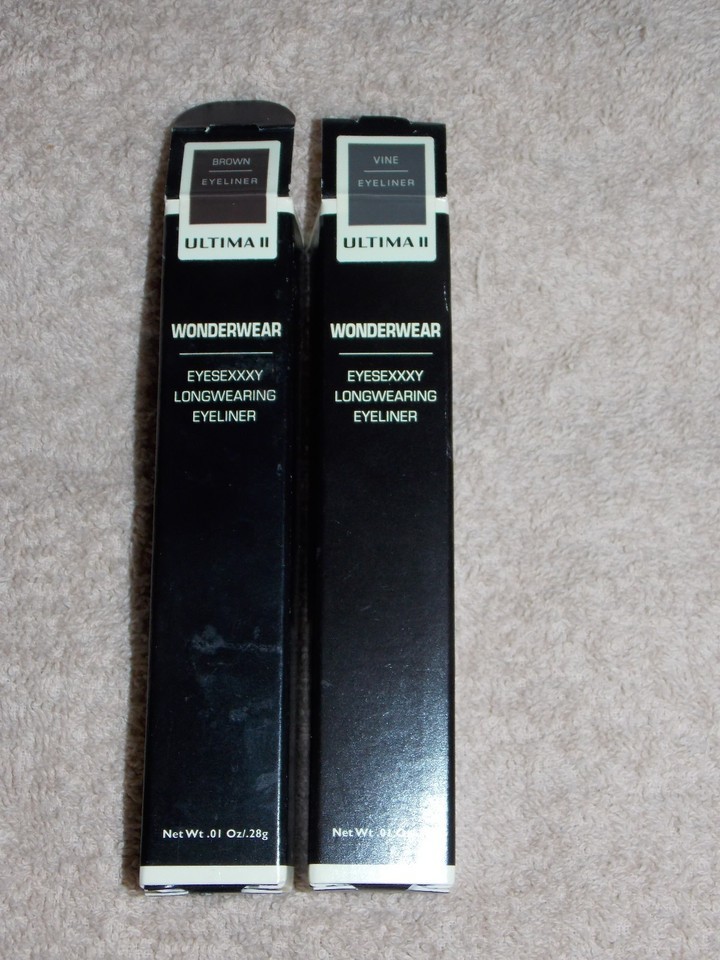 BROWN
EYELINER
ULTIMA II
WONDERWEAR
EYESEXXXY
LONGWEARING
EYELINER
Net Wt .01 Oz/.28g
VINE
EYELINER
ULTIMA II
WONDERWEAR
EYESEXXXY
LONGWEARING
EYELINER
Net Wt .01